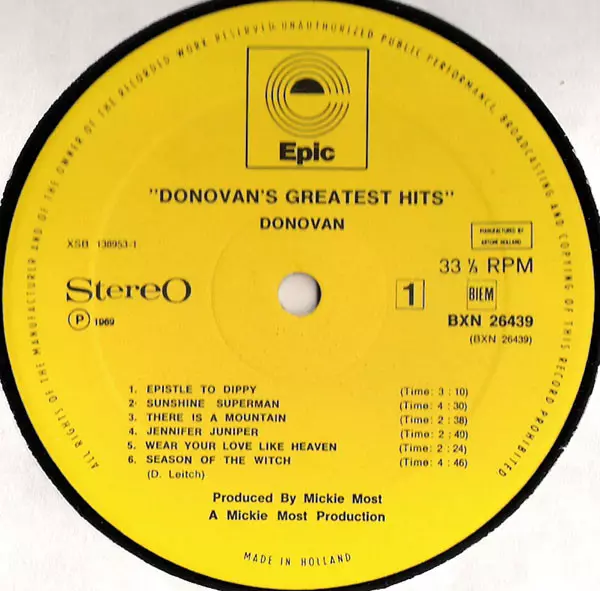 ALL RIGHTS OF THE MANUFACTURER AND OF THE OWNER OF THE RECORDED WORK RESERVED. UNAUTHORIZED PUBLIC PERFORMANCE, BROADCASTING AND COPYING OF THIS RECORD PROHIBITED
Epic
"DONOVAN'S GREATEST HITS"
DONOVAN
XSB 138953-1
MANUFACTURED BY
ARTONE HOLLAND
33 ⅓ RPM
Stereo
1
BIEM
P 1969
BXN 26439
(BXN 26439)
1. EPISTLE TO DIPPY (Time: 3 : 10)
2. SUNSHINE SUPERMAN (Time: 4 : 30)
3. THERE IS A MOUNTAIN (Time: 2 : 38)
4. JENNIFER JUNIPER (Time: 2 : 40)
5. WEAR YOUR LOVE LIKE HEAVEN (Time: 2 : 24)
6. SEASON OF THE WITCH (Time: 4 : 46)
(D. Leitch)
Produced By Mickie Most
A Mickie Most Production
MADE IN HOLLAND